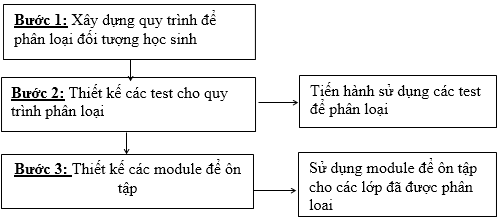 Bước 1: Xây dựng quy trình để
phân loại đối tượng học sinh
Bước 2: Thiết kế các test cho quy
trình phân loại
Tiến hành sử dụng các test
để phân loại
Bước 3: Thiết kế các module để ôn
tập
Sử dụng module để ôn tập
cho các lớp đã được phân
loai